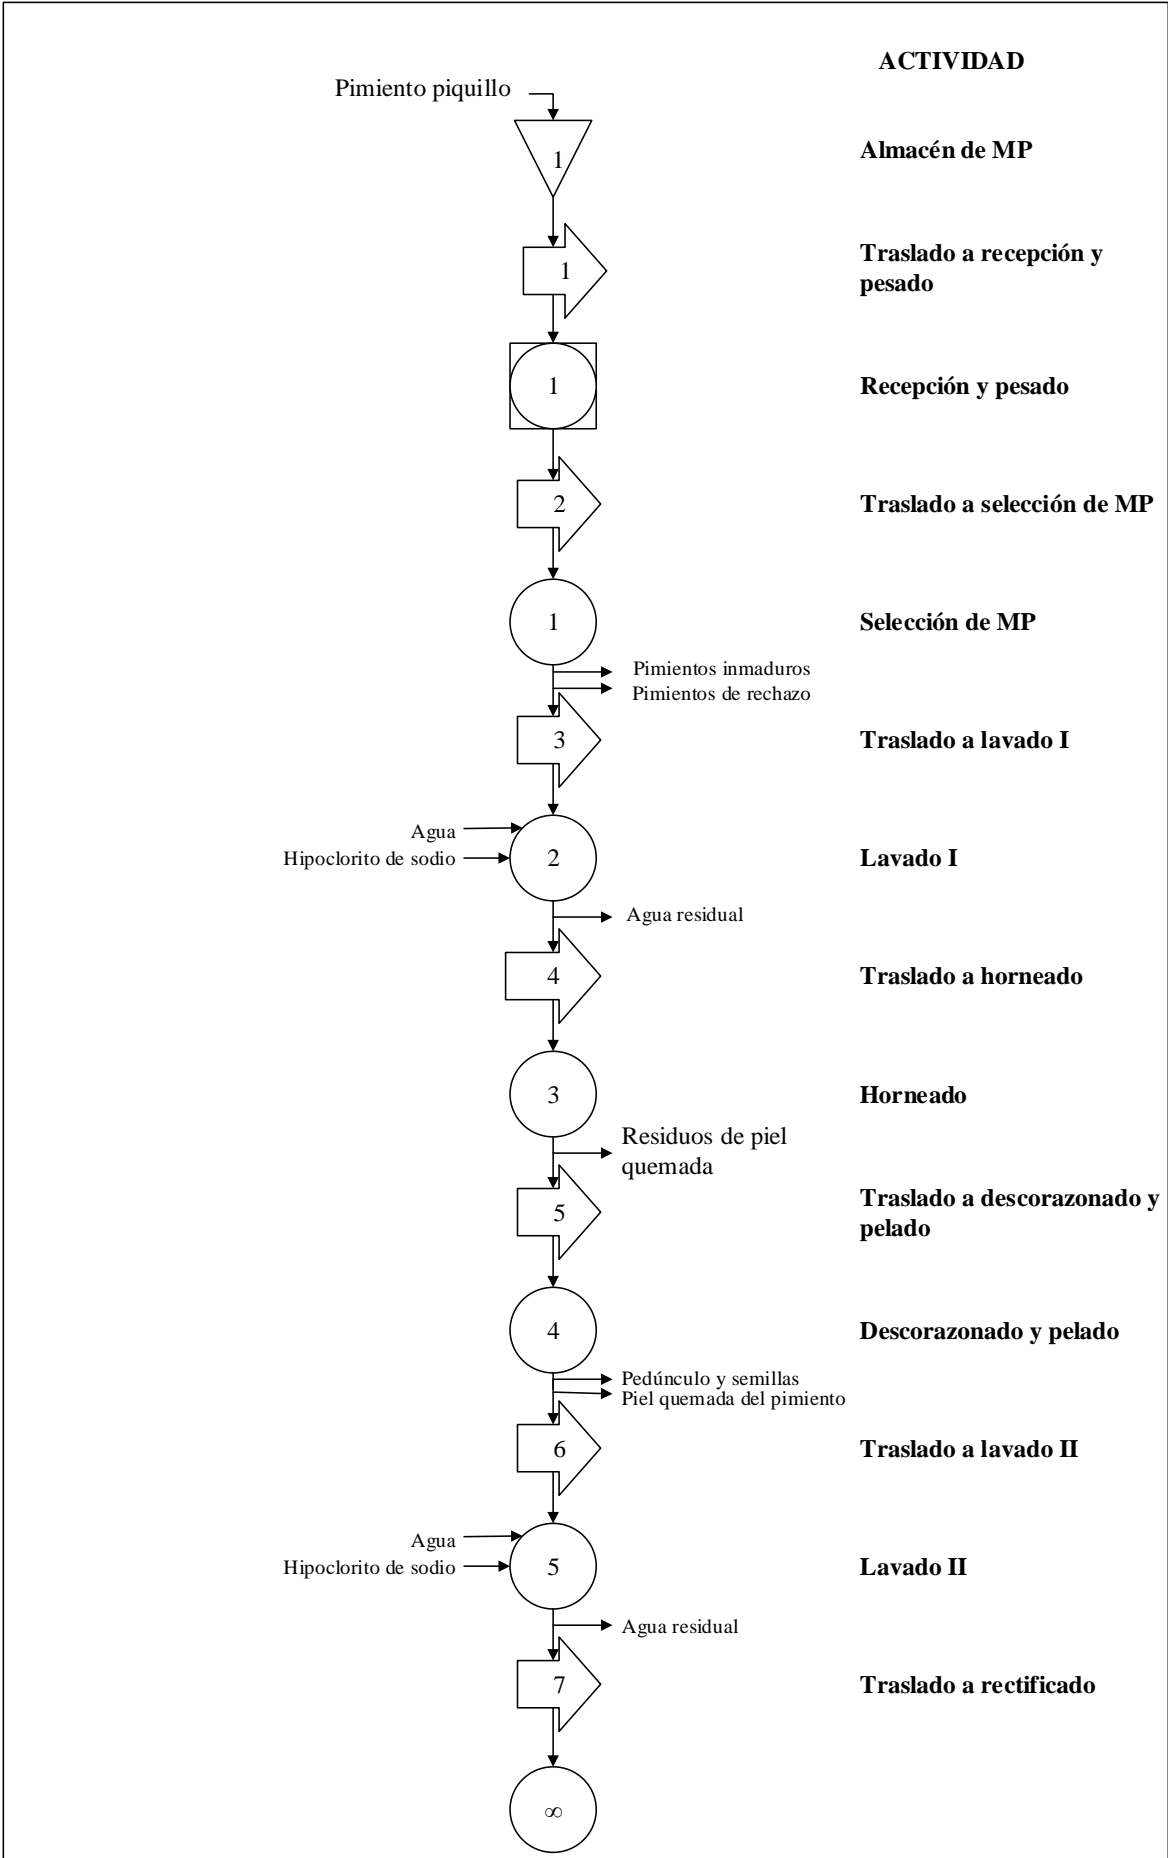 ACTIVIDAD
Pimiento piquillo
1
Almacén de MP
1
Traslado a recepción y
pesado
1
Recepción y pesado
2
Traslado a selección de MP
1
Selección de MP
Pimientos inmaduros
Pimientos de rechazo
3
Traslado a lavado I
Agua
Hipoclorito de sodio
2
Lavado I
Agua residual
4
Traslado a horneado
3
Horneado
Residuos de piel
quemada
5
Traslado a descorazonado y
pelado
4
Descorazonado y pelado
Pedúnculo y semillas
Piel quemada del pimiento
6
Traslado a lavado II
Agua
Hipoclorito de sodio
5
Lavado II
Agua residual
7
Traslado a rectificado
∞